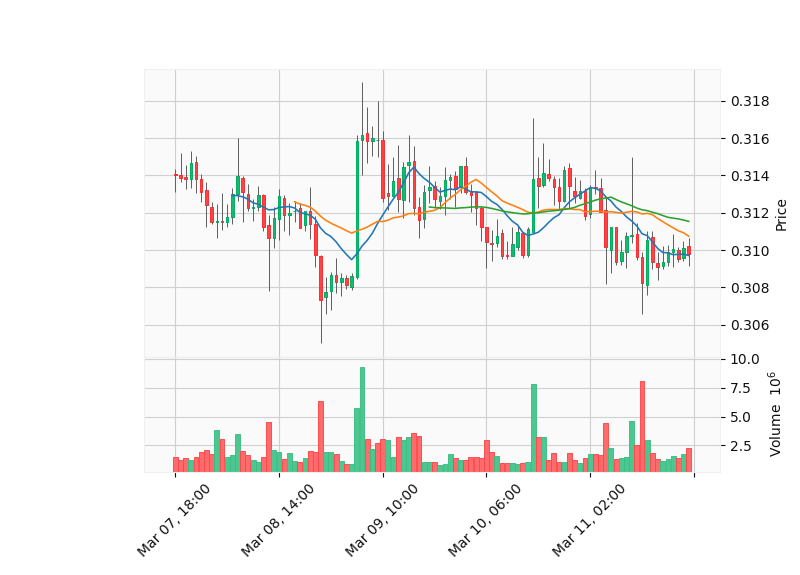 0.318
0.316
0.314
0.312
0.310
0.308
0.306
Price
10.0
7.5
5.0
2.5
Volume 10^6
Mar 07, 18:00
Mar 08, 14:00
Mar 09, 10:00
Mar 10, 06:00
Mar 11, 02:00